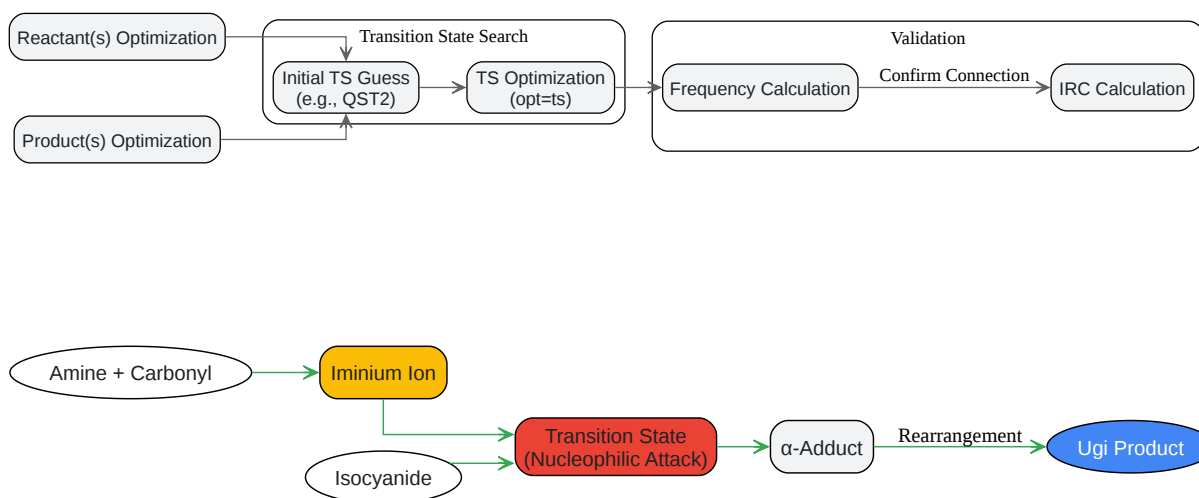 Reactant(s) Optimization
Transition State Search
Validation
Initial TS Guess
(e.g., QST2)
TS Optimization
(opt=ts)
Frequency Calculation
Confirm Connection
IRC Calculation
Product(s) Optimization
Amine + Carbonyl
Iminium Ion
Transition State
(Nucleophilic Attack)
α-Adduct
Rearrangement
Ugi Product
Isocyanide